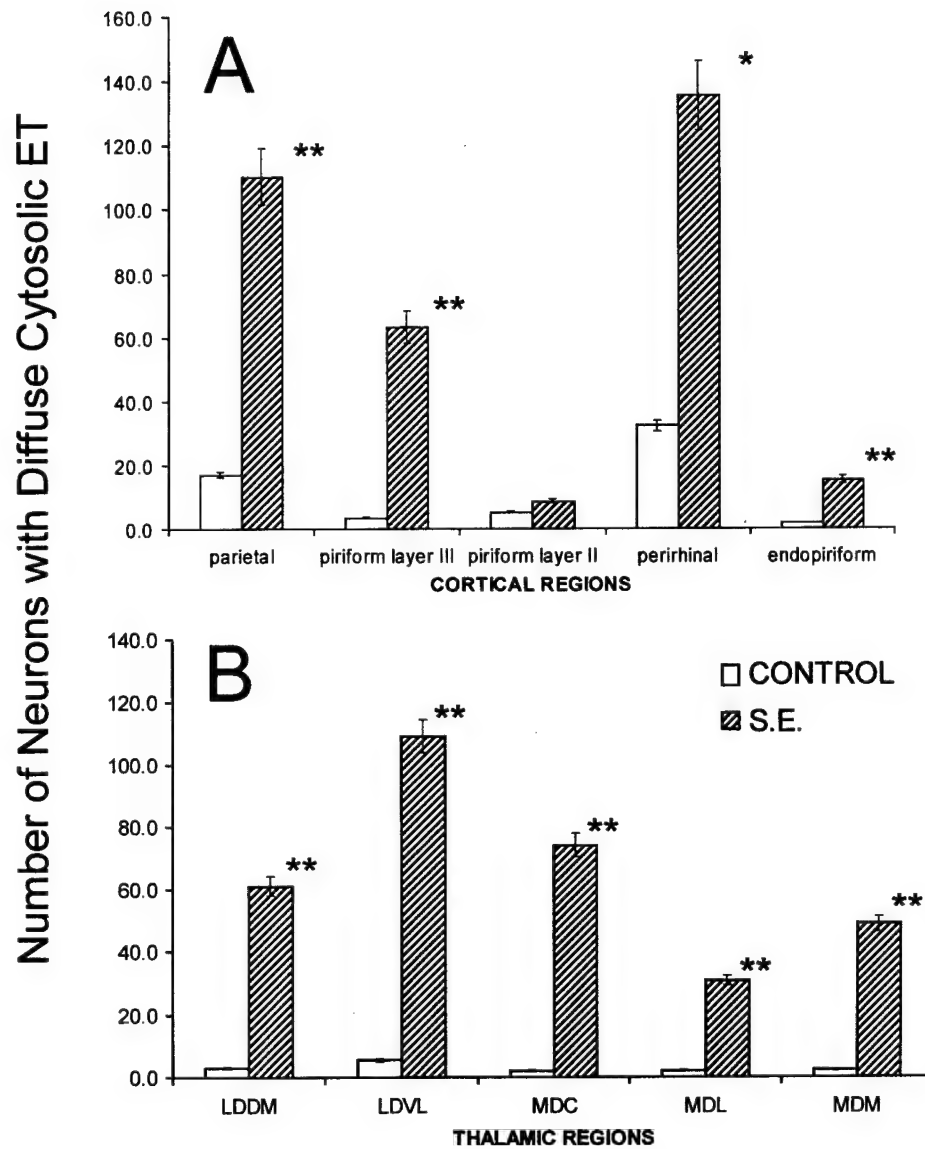 Number of Neurons with Diffuse Cytosolic ET
A
160.0
140.0
120.0
100.0
80.0
60.0
40.0
20.0
0.0
**
**
*
**
parietal piriform layer III piriform layer II perirhinal endopiriform
CORTICAL REGIONS
B
140.0
120.0
100.0
80.0
60.0
40.0
20.0
0.0
CONTROL
S.E.
**
**
**
**
**
LDDM LDVL MDC MDL MDM
THALAMIC REGIONS